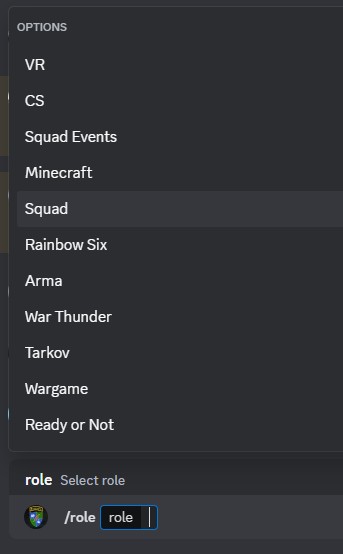 OPTIONS
VR
CS
Squad Events
Minecraft
Squad
Rainbow Six
Arma
War Thunder
Tarkov
Wargame
Ready or Not
role Select role
/role role